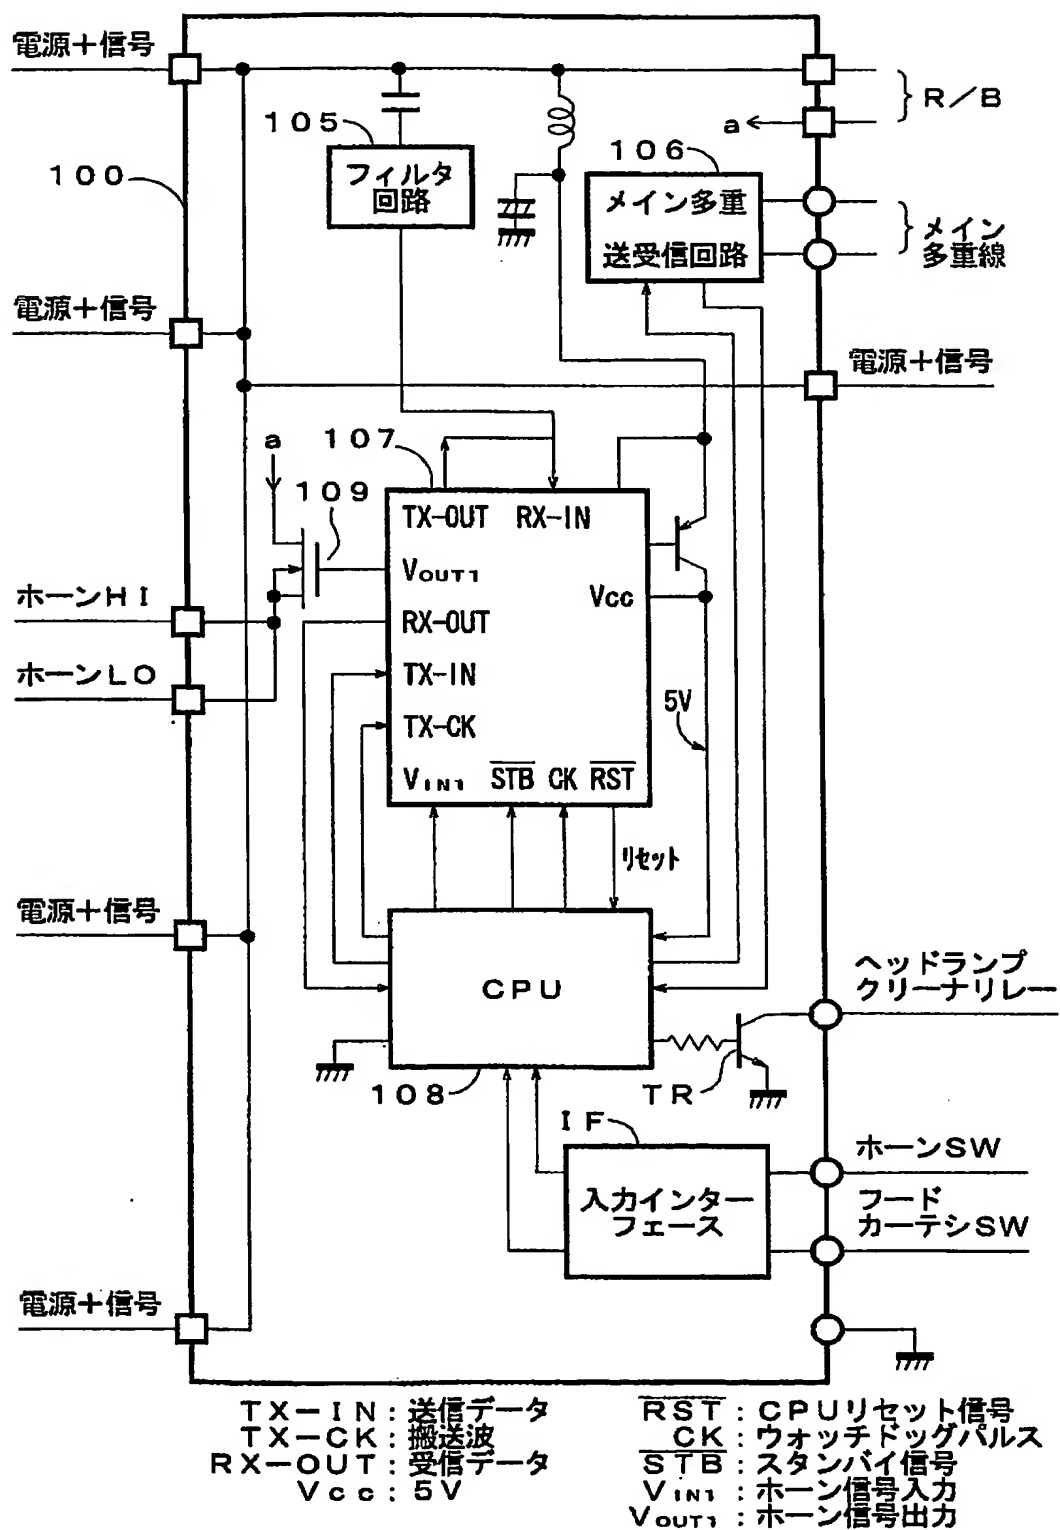 電源＋信号
R／B
a
105
106
100
フィルタ
回路
メイン多重
送受信回路
メイン
多重線
電源＋信号
電源＋信号
107
a
109
TX-OUT RX-IN
VOUT1
Vcc
ホーンHI
RX-OUT
ホーンLO
TX-IN
5V
TX-CK
VIN1 S̅T̅B̅ CK R̅S̅T̅
リセット
電源＋信号
CPU
ヘッドランプ
クリーナリレー
108
TR
IF
ホーンSW
入力インター
フェース
フード
カーテシSW
電源＋信号
TX－IN：送信データ
TX－CK：搬送波
RX－OUT：受信データ
Vcc：5V
R̅S̅T̅：CPUリセット信号
CK：ウォッチドッグパルス
S̅T̅B̅：スタンバイ信号
VIN1：ホーン信号入力
VOUT1：ホーン信号出力